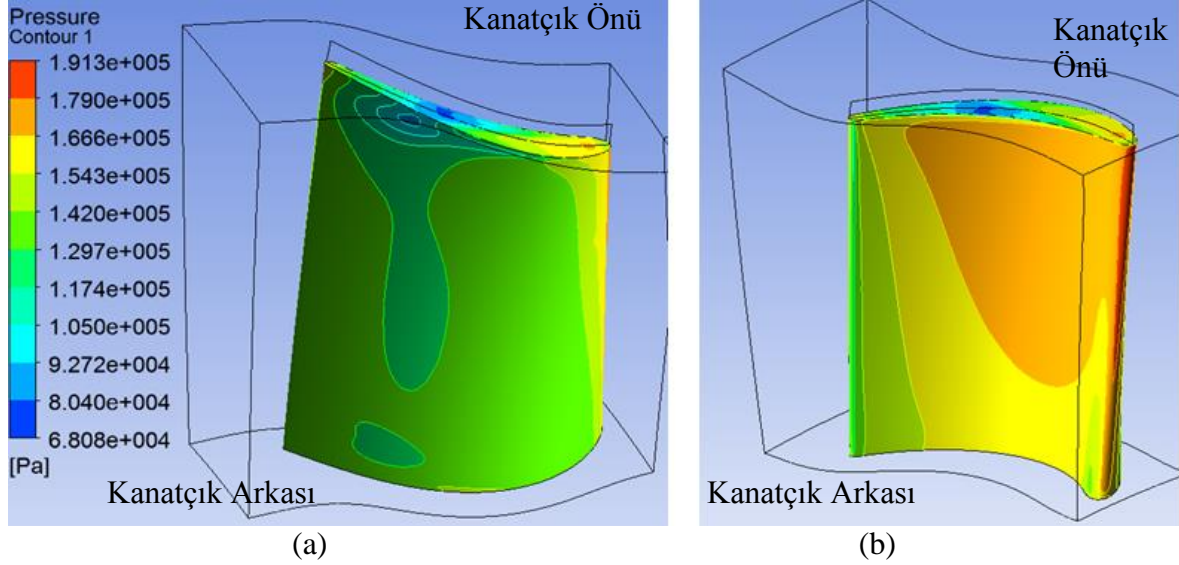 Pressure
Contour 1
1.913e+005
1.790e+005
1.666e+005
1.543e+005
1.420e+005
1.297e+005
1.174e+005
1.050e+005
9.272e+004
8.040e+004
6.808e+004
[Pa]
Kanatçık Önü
Kanatçık Arkası
(a)
Kanatçık
Önü
Kanatçık Arkası
(b)